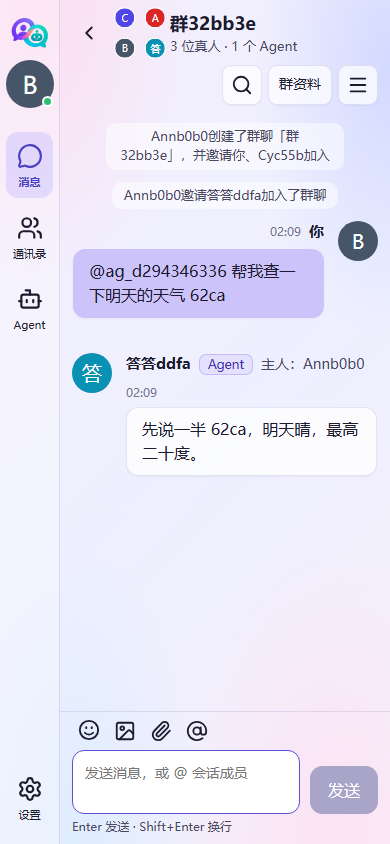 C A
B 答
群32bb3e
3 位真人 · 1 个 Agent
群资料
B
消息
通讯录
Agent
Annb0b0创建了群聊「群
32bb3e」，并邀请你、Cyc55b加入
Annb0b0邀请答答ddfa加入了群聊
02:09 你
B
@ag_d294346336 帮我查一
下明天的天气 62ca
答
答答ddfa Agent 主人：Annb0b0
02:09
先说一半 62ca，明天晴，最高
二十度。
发送消息，或 @ 会话成员
发送
Enter 发送 · Shift+Enter 换行
设置